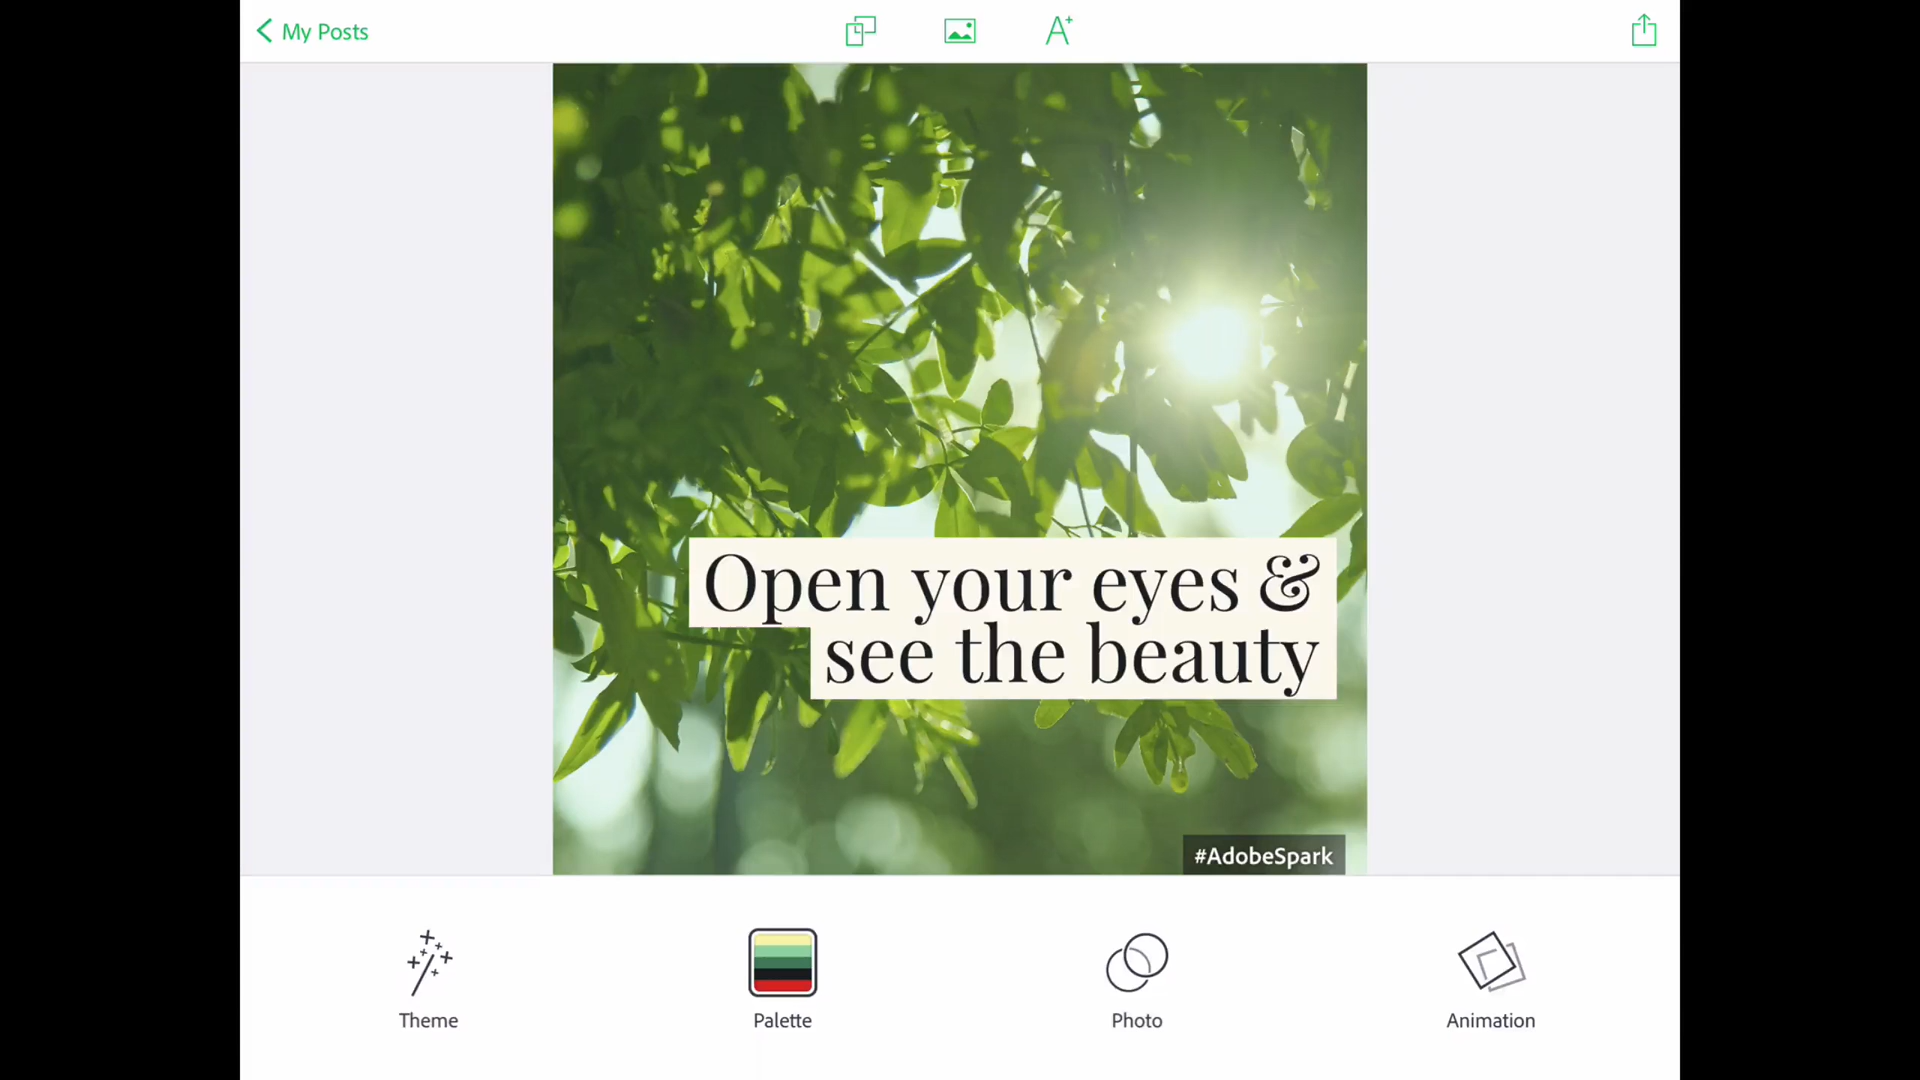 My Posts
Open your eyes &
see the beauty
#AdobeSpark
Theme
Palette
Photo
Animation